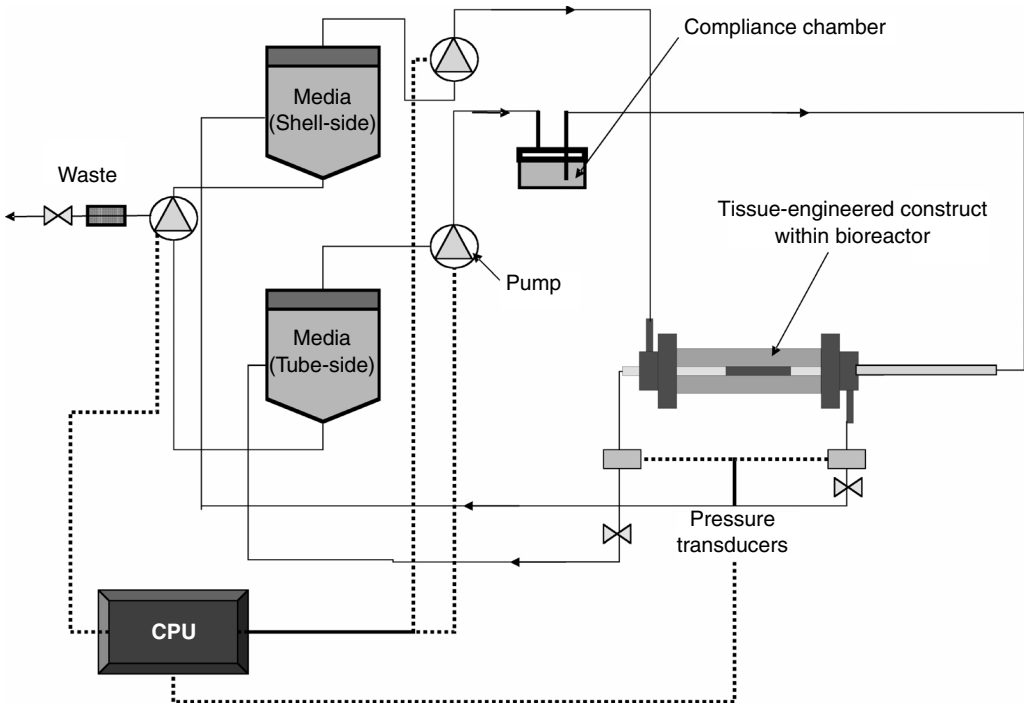 Compliance chamber
Media
(Shell-side)
Waste
Tissue-engineered construct
within bioreactor
Pump
Media
(Tube-side)
Pressure
transducers
CPU